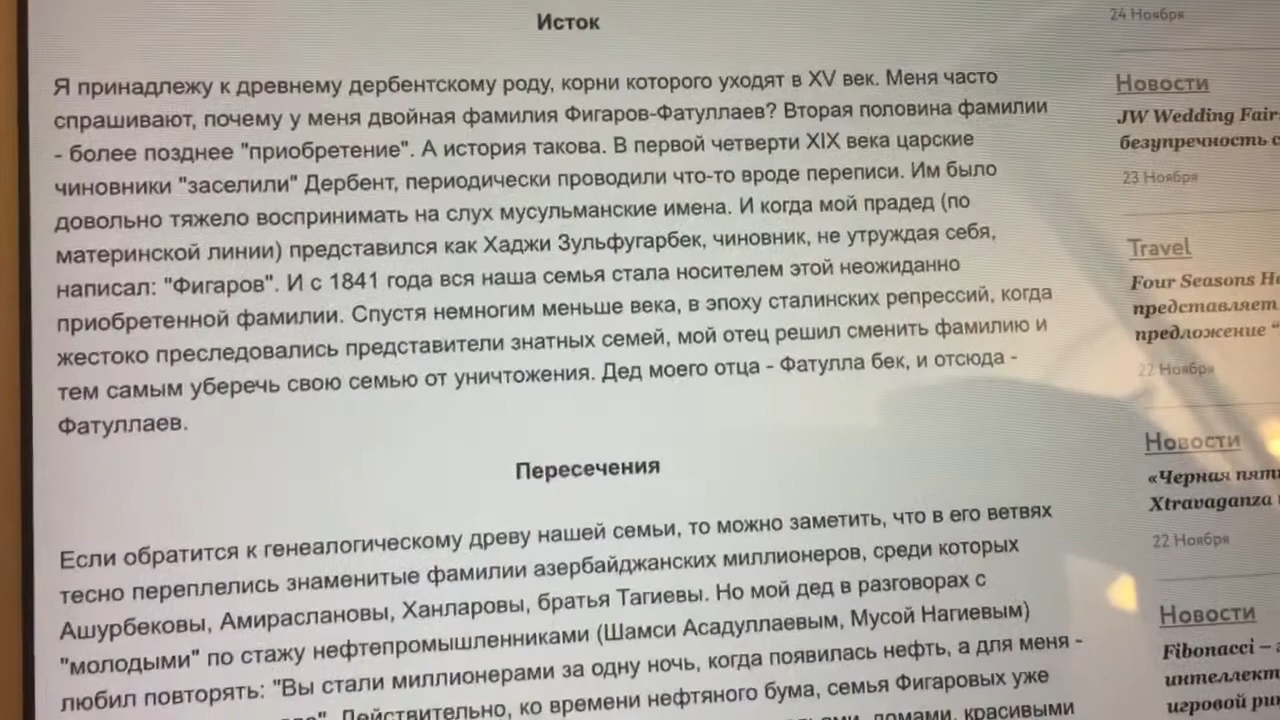 Исток
Я принадлежу к древнему дербентскому роду, корни которого уходят в XV век. Меня часто
спрашивают, почему у меня двойная фамилия Фигаров-Фатуллаев? Вторая половина фамилии
- более позднее "приобретение". А история такова. В первой четверти XIX века царские
чиновники "заселили" Дербент, периодически проводили что-то вроде переписи. Им было
довольно тяжело воспринимать на слух мусульманские имена. И когда мой прадед (по
материнской линии) представился как Хаджи Зульфугарбек, чиновник, не утруждая себя,
написал: "Фигаров". И с 1841 года вся наша семья стала носителем этой неожиданно
приобретенной фамилии. Спустя немногим меньше века, в эпоху сталинских репрессий, когда
жестоко преследовались представители знатных семей, мой отец решил сменить фамилию и
тем самым уберечь свою семью от уничтожения. Дед моего отца - Фатулла бек, и отсюда -
Фатуллаев.
Пересечения
Если обратится к генеалогическому древу нашей семьи, то можно заметить, что в его ветвях
тесно переплелись знаменитые фамилии азербайджанских миллионеров, среди которых
Ашурбековы, Амираслановы, Ханларовы, братья Тагиевы. Но мой дед в разговорах с
"молодыми" по стажу нефтепромышленниками (Шамси Асадуллаевым, Мусой Нагиевым)
любил повторять: "Вы стали миллионерами за одну ночь, когда появилась нефть, а для меня -
Действительно, ко времени нефтяного бума, семья Фигаровых уже
домами, красивыми
24 Ноября
Новости
JW Wedding Fair
безупречность с
23 Ноября
Travel
Four Seasons Ho
представляет
предложение “
22 Ноября
Новости
«Черная пятн
Xtravaganza
22 Ноября
Новости
Fibonacci –
интеллект
игровой